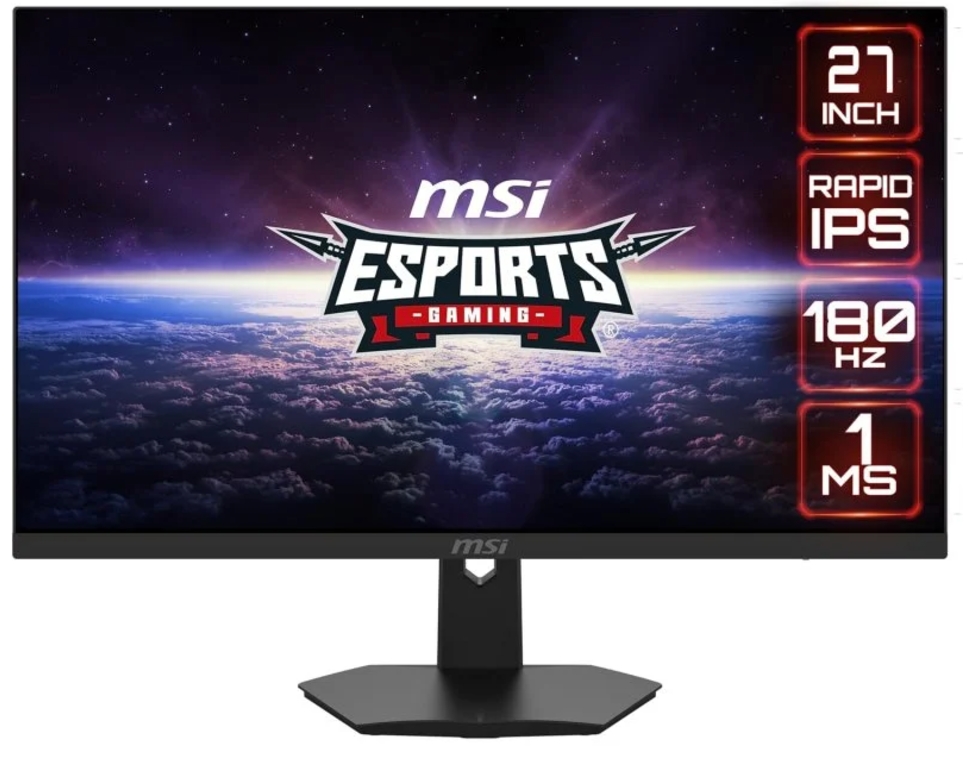 msi
ESPORTS
-GAMING-
®
27
INCH
RAPID
IPS
180
HZ
1
MS
msi